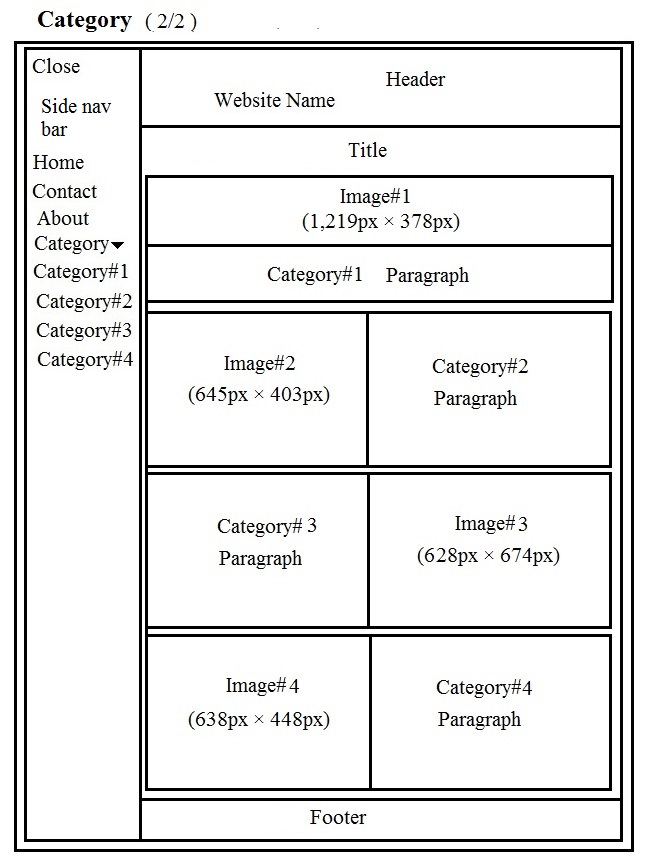 Category ( 2/2 )
Close
Side nav
bar
Home
Contact
About
Category
Category#1
Category#2
Category#3
Category#4
Header
Website Name
Title
Image#1
(1,219px × 378px)
Category#1 Paragraph
Image#2
(645px × 403px)
Category#2
Paragraph
Category# 3
Paragraph
Image# 3
(628px × 674px)
Image# 4
(638px × 448px)
Category#4
Paragraph
Footer